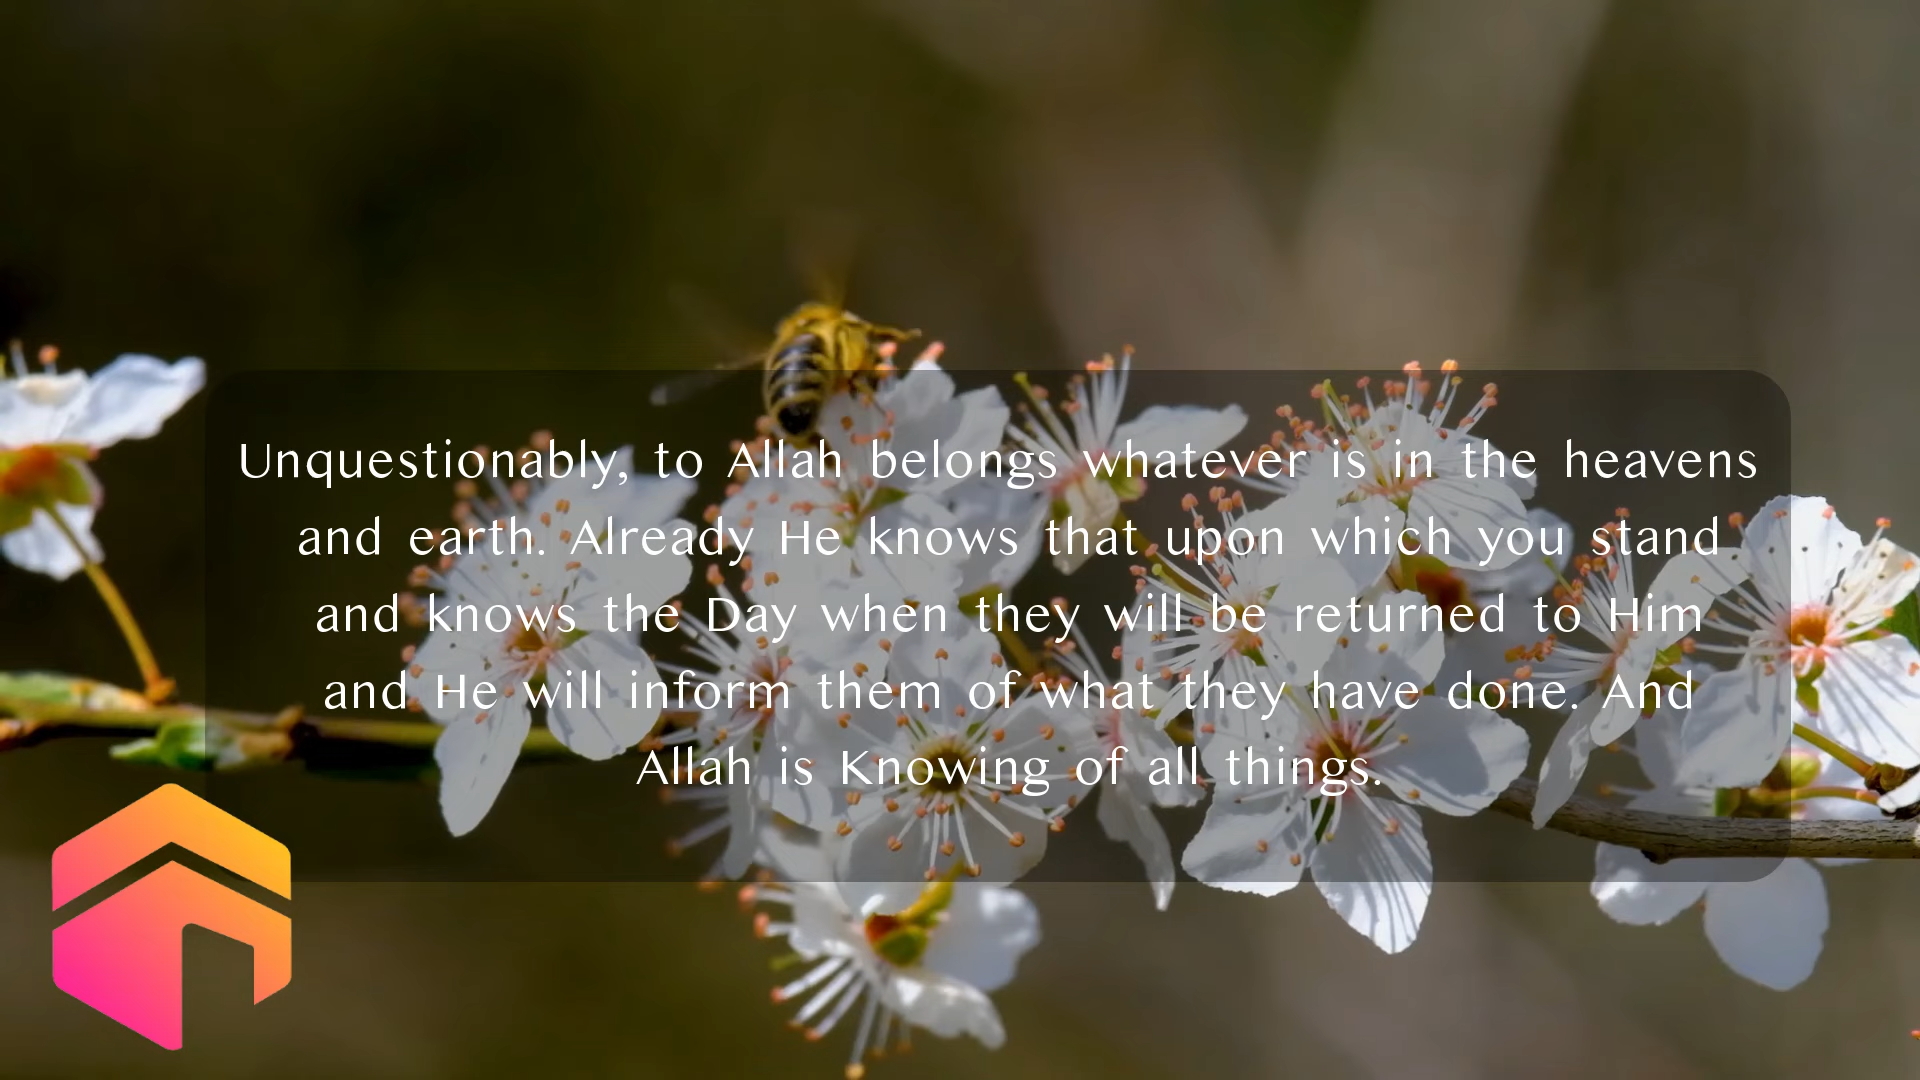 Unquestionably, to Allah belongs whatever is in the heavens
and earth. Already He knows that upon which you stand
and knows the Day when they will be returned to Him
and He will inform them of what they have done. And
Allah is Knowing of all things.